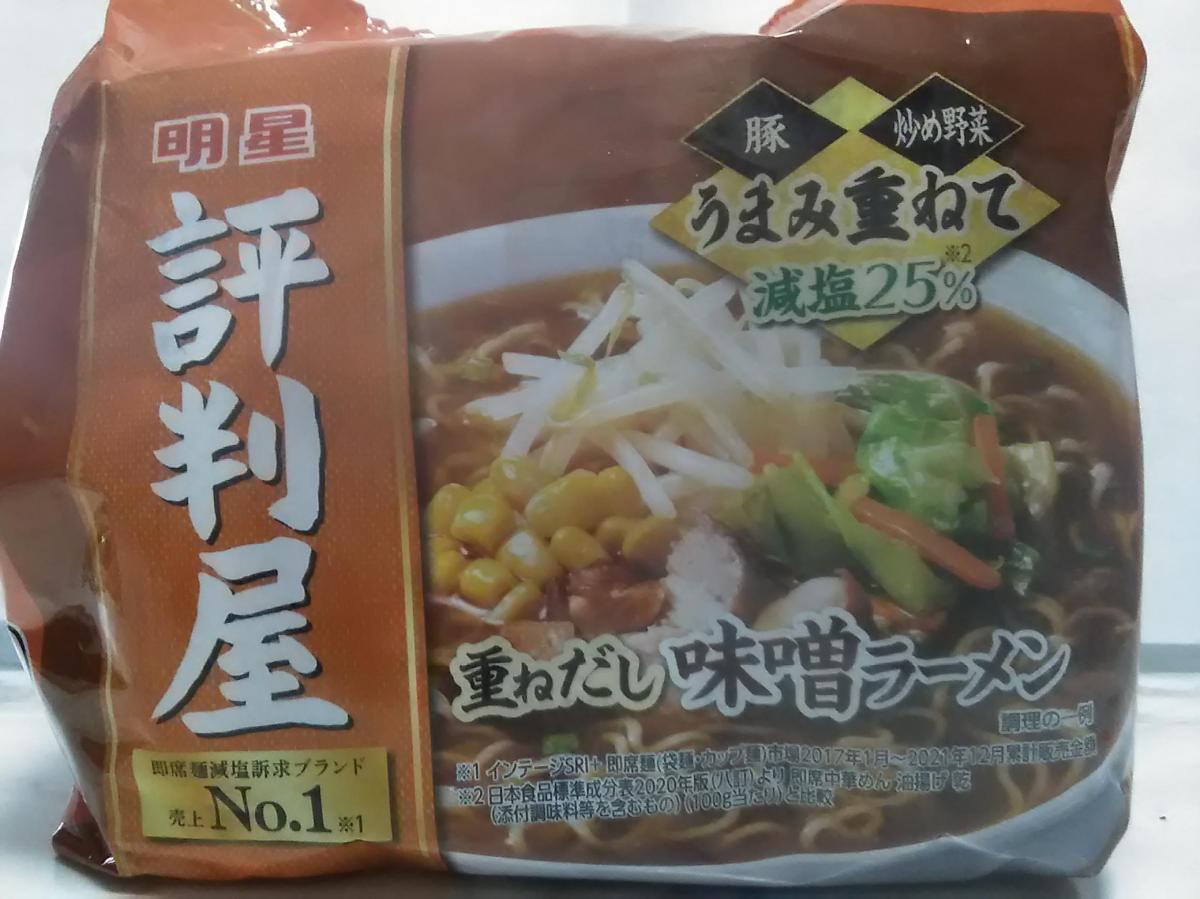 明星
評判屋
即席麺減塩訴求ブランド
売上No.1※1
豚
炒め野菜
うまみ重ねて
減塩25%※2
重ねだし味噌ラーメン
調理の一例
※1 インテージSRI+ 即席麺(袋麺・カップ麺)市場2017年1月〜2021年12月累計販売金額
※2 日本食品標準成分表2020年版(八訂)より 即席中華めん・油揚げ・乾
(添付調味料等を含むもの)(100g当たり)と比較